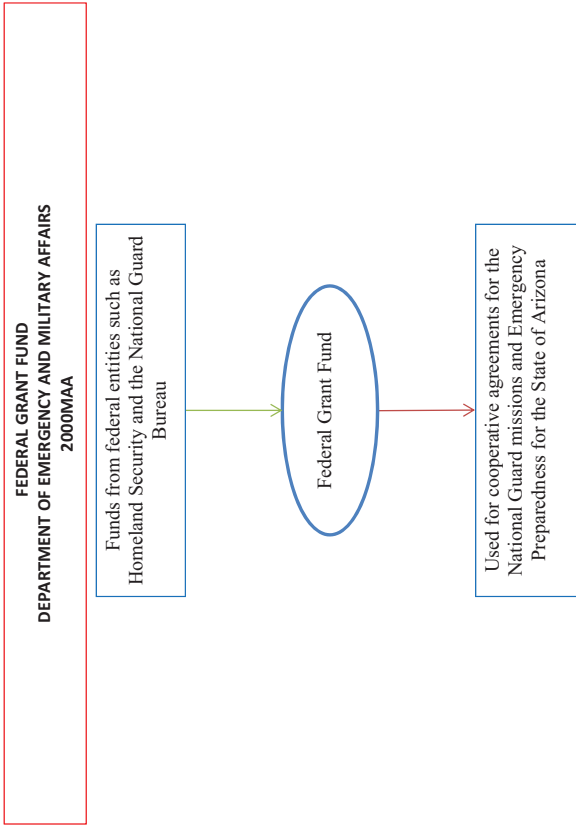 FEDERAL GRANT FUND
DEPARTMENT OF EMERGENCY AND MILITARY AFFAIRS
2000MAA
Funds from federal entities such as
Homeland Security and the National Guard
Bureau
Federal Grant Fund
Used for cooperative agreements for the
National Guard missions and Emergency
Preparedness for the State of Arizona